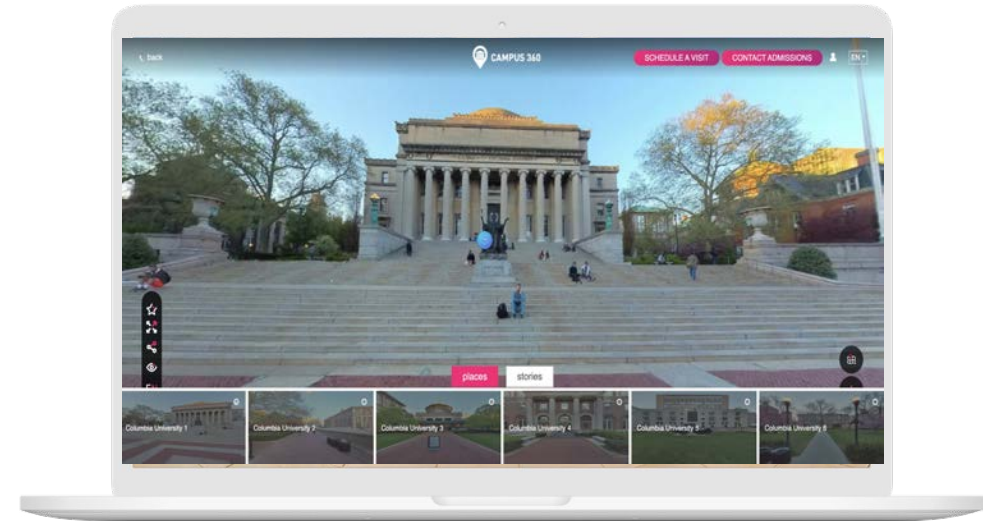 back
CAMPUS 360
SCHEDULE A VISIT
CONTACT ADMISSIONS
EN
places
stories
Columbia University 1
Columbia University 2
Columbia University 3
Columbia University 4
Columbia University 5
Columbia University 6